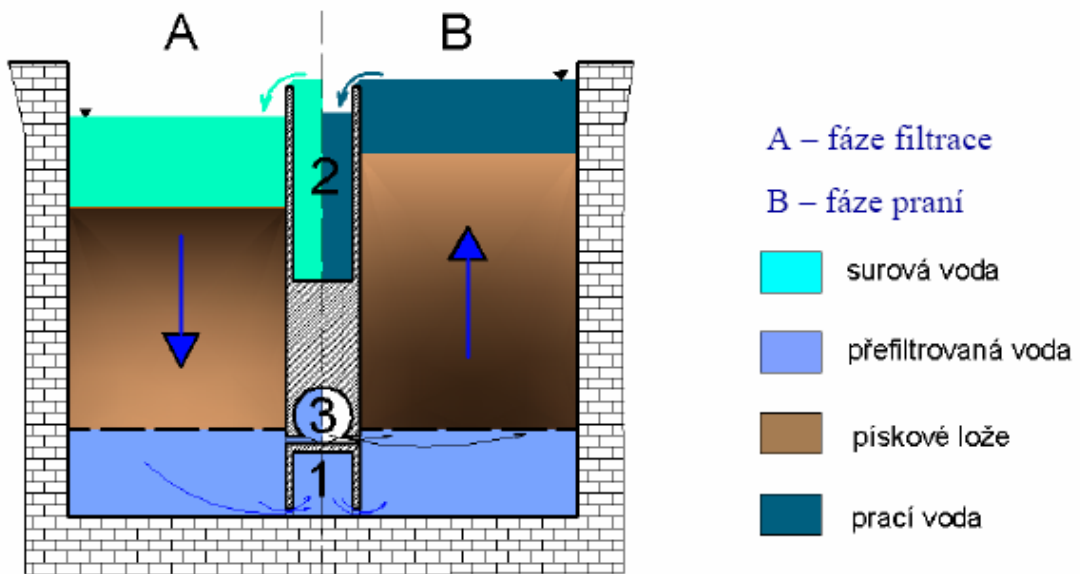 A
B
2
3
1
A – fáze filtrace
B – fáze praní
surová voda
přefiltrovaná voda
pískové lože
prací voda